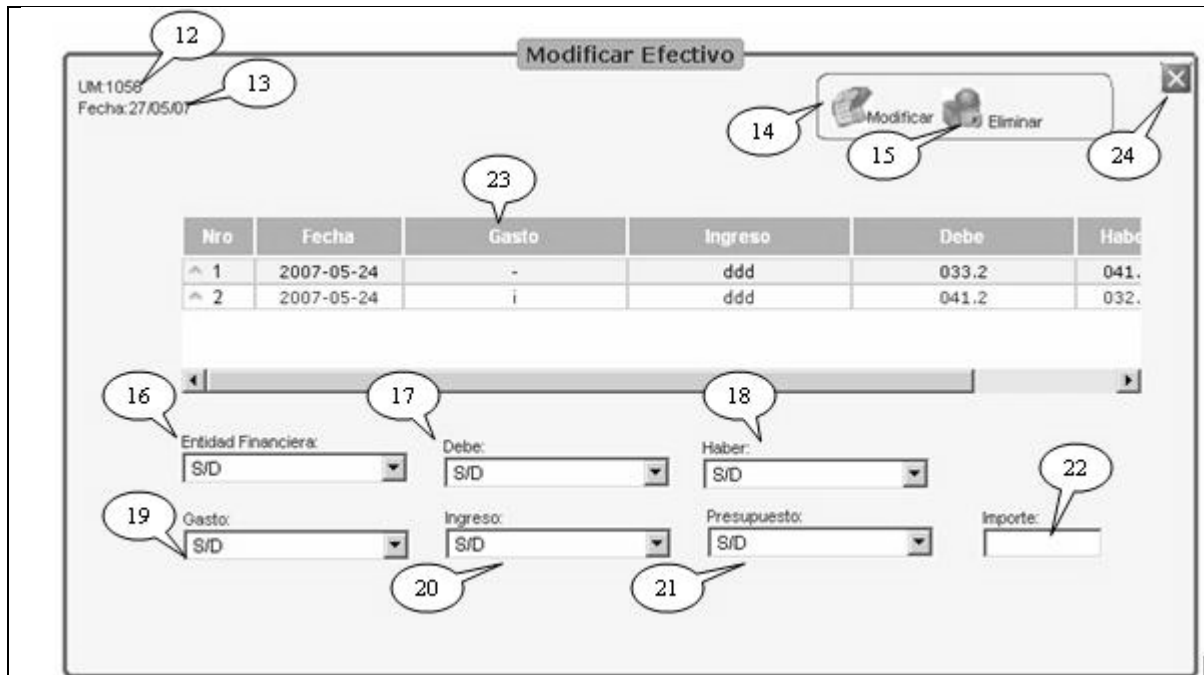 12
Modificar Efectivo
UM:1056
13
Fecha:27/05/07
14
Modificar
Eliminar
15
24
23
Nro Fecha Gasto Ingreso Debe Habe
1 2007-05-24 - ddd 033.2 041.
2 2007-05-24 i ddd 041.2 032.
16
17
18
Entidad Financiera: Debe: Haber:
S/D S/D S/D
22
19
Gasto: Ingreso: Presupuesto: Importe:
S/D S/D S/D
20
21